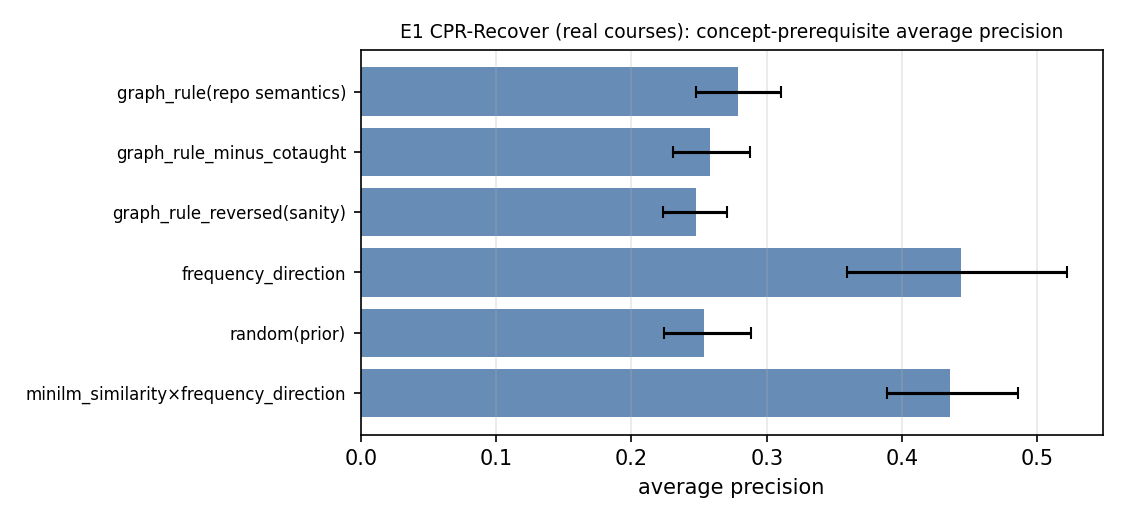 E1 CPR-Recover (real courses): concept-prerequisite average precision
graph_rule(repo semantics)
graph_rule_minus_cotaught
graph_rule_reversed(sanity)
frequency_direction
random(prior)
minilm_similarity×frequency_direction
0.0 0.1 0.2 0.3 0.4 0.5
average precision